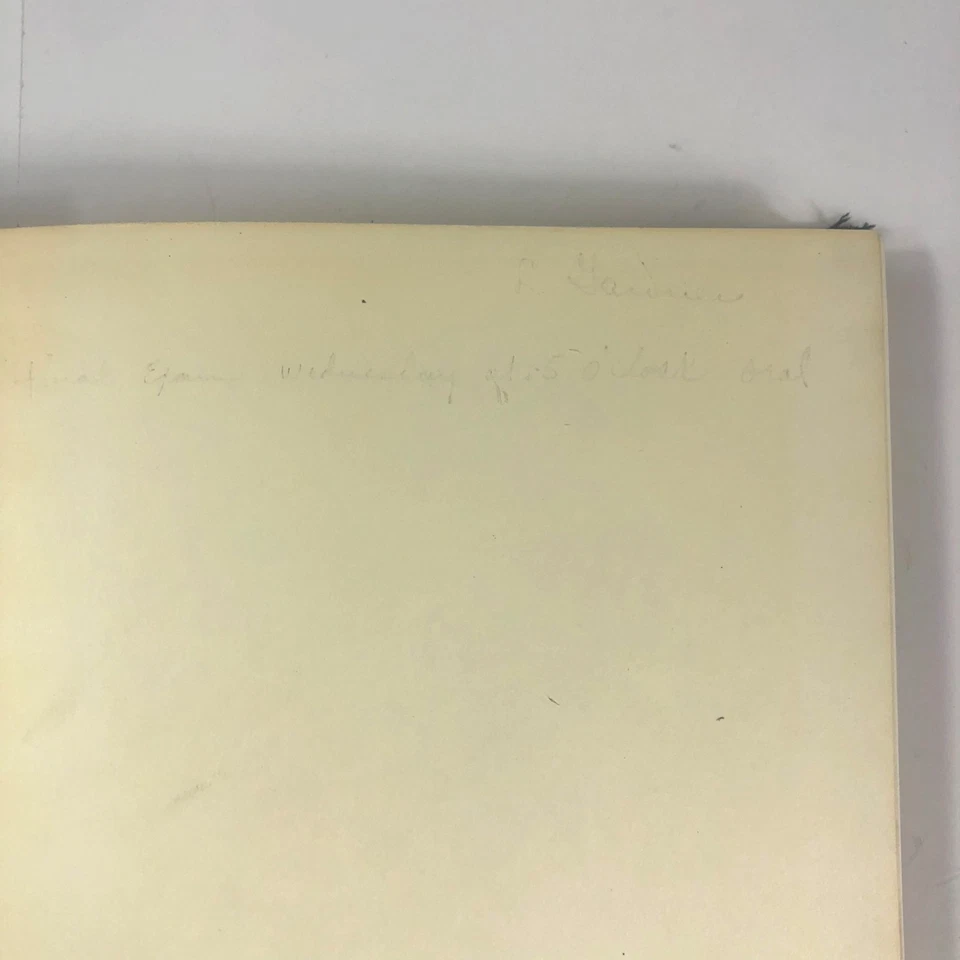 Gardner
final Exam Wednesday at 5 O'clock oral